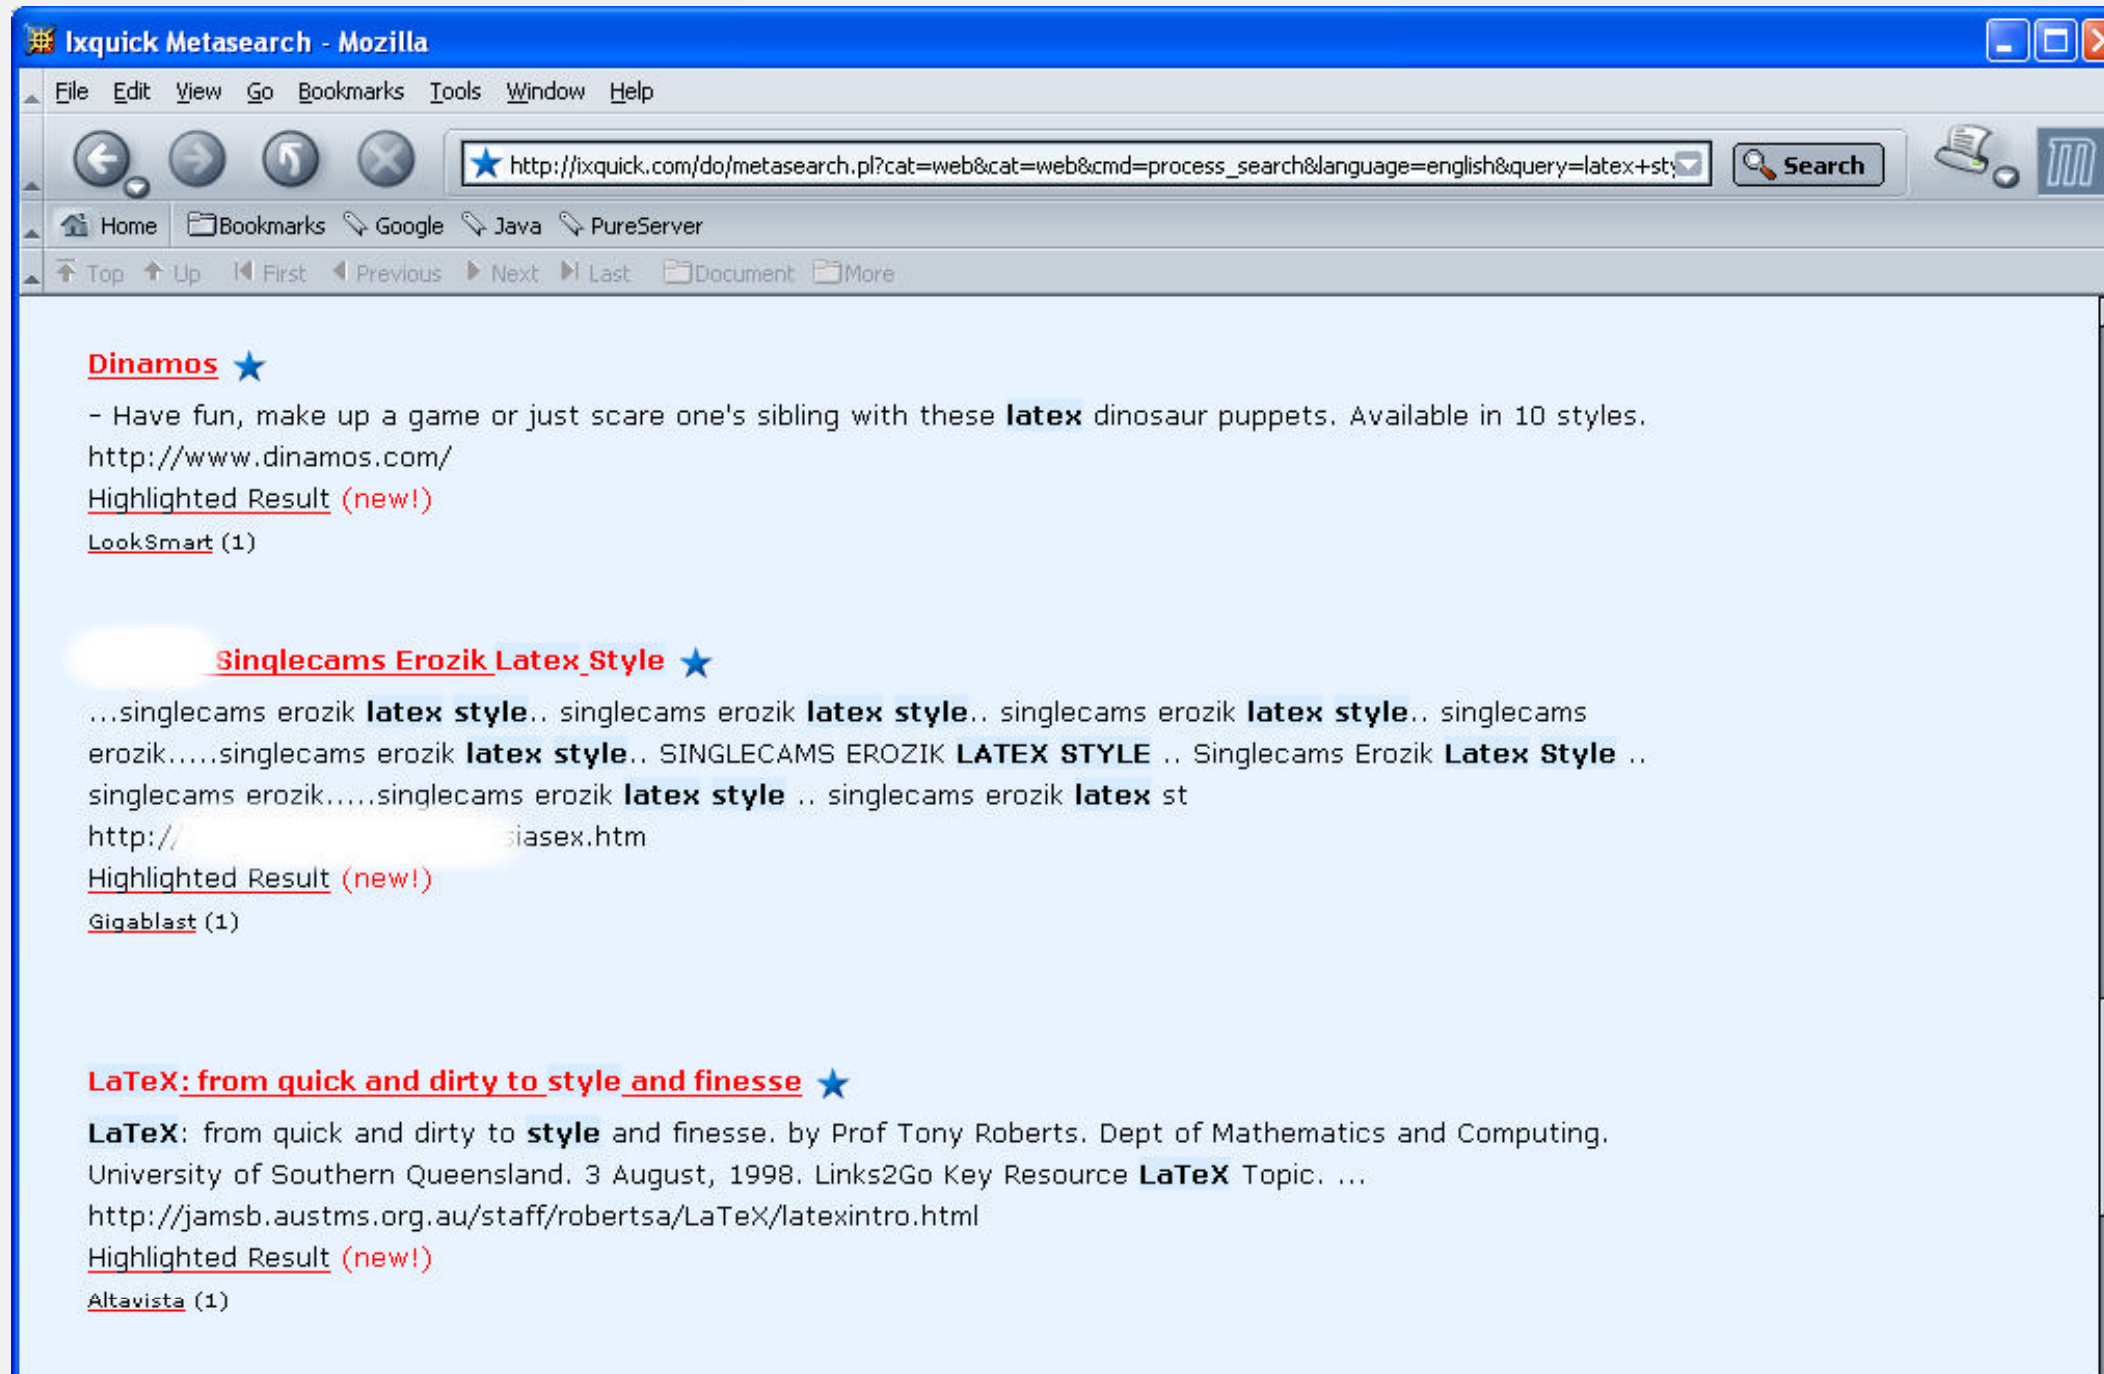 Ixquick Metasearch - Mozilla
File Edit View Go Bookmarks Tools Window Help
http://ixquick.com/do/metasearch.pl?cat=web&cat=web&cmd=process_search&language=english&query=latex+sty Search
Home Bookmarks Google Java PureServer
Top Up First Previous Next Last Document More
Dinamos
- Have fun, make up a game or just scare one's sibling with these latex dinosaur puppets. Available in 10 styles.
http://www.dinamos.com/
Highlighted Result (new!)
LookSmart (1)
Singlecams Erozik Latex Style
...singlecams erozik latex style.. singlecams erozik latex style.. singlecams erozik latex style.. singlecams
erozik.....singlecams erozik latex style.. SINGLECAMS EROZIK LATEX STYLE .. Singlecams Erozik Latex Style ..
singlecams erozik.....singlecams erozik latex style .. singlecams erozik latex st
http:// siasex.htm
Highlighted Result (new!)
Gigablast (1)
LaTeX: from quick and dirty to style and finesse
LaTeX: from quick and dirty to style and finesse. by Prof Tony Roberts. Dept of Mathematics and Computing.
University of Southern Queensland. 3 August, 1998. Links2Go Key Resource LaTeX Topic. ...
http://jamsb.austms.org.au/staff/robertsa/LaTeX/latexintro.html
Highlighted Result (new!)
Altavista (1)